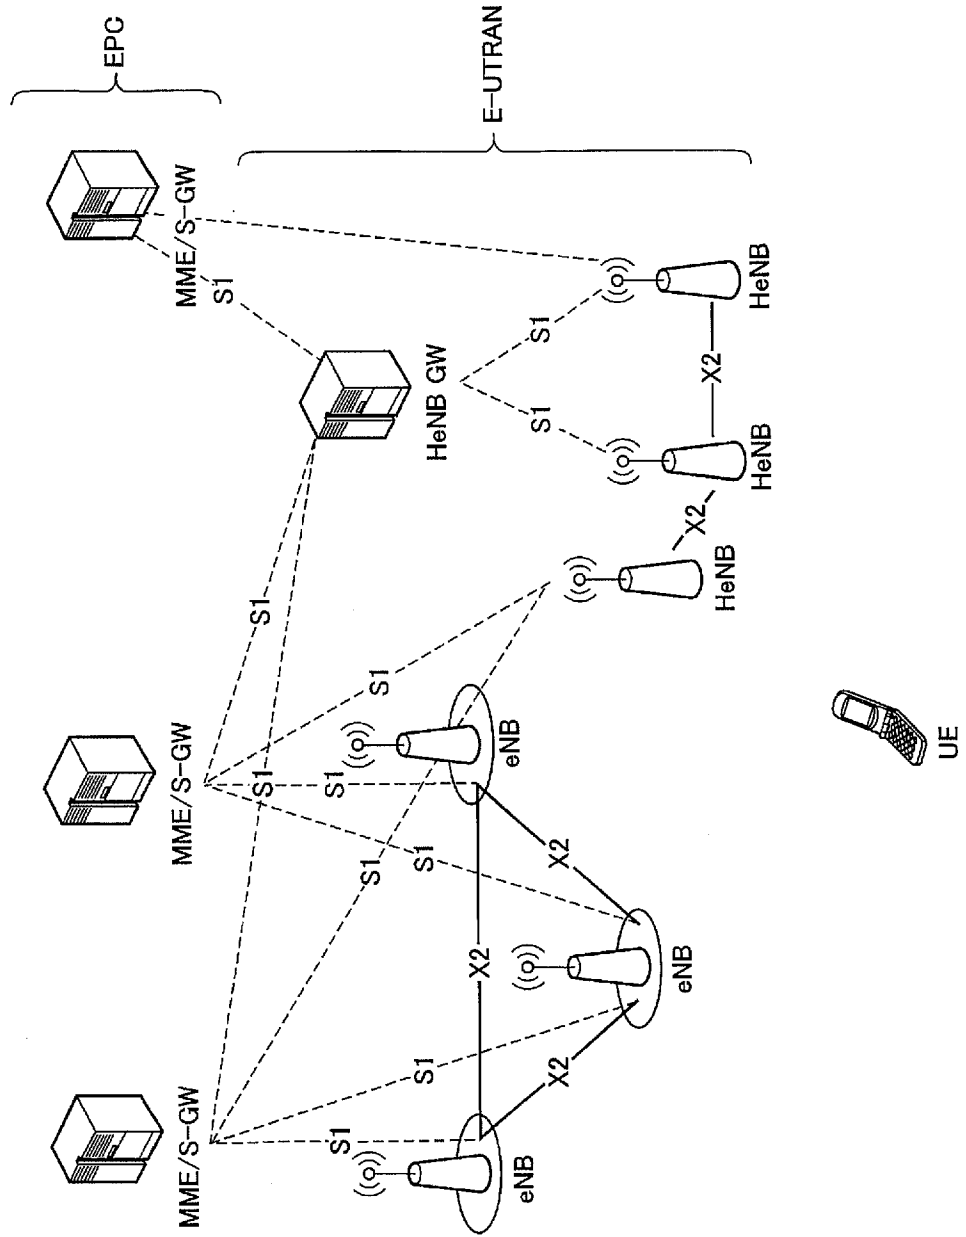 EPC
MME/S-GW
MME/S-GW
MME/S-GW
S1
S1
S1
S1
S1
S1
S1
S1
S1
HeNB GW
X2
E-UTRAN
eNB
eNB
S1
S1
X2
X2
eNB
X2
X2
HeNB
HeNB
HeNB
UE